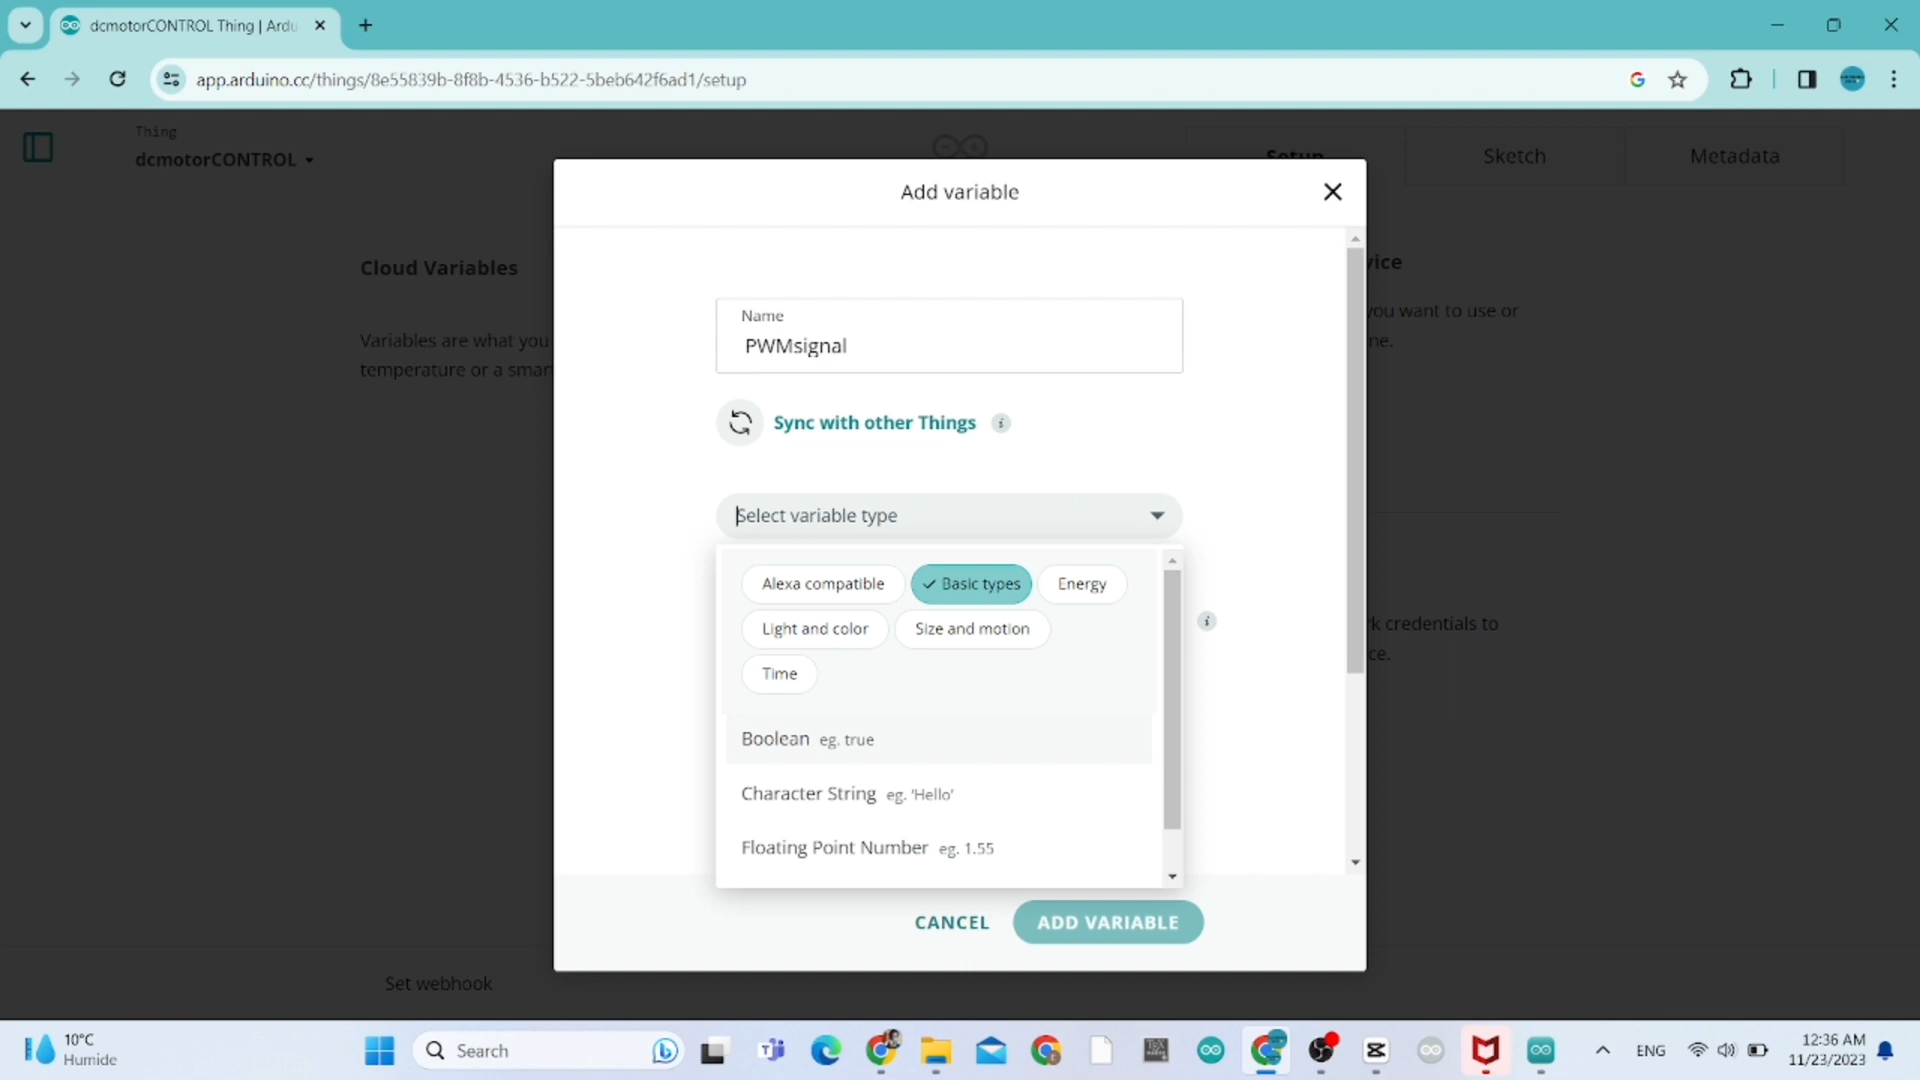 dcmotorCONTROL Thing | Ardu
app.arduino.cc/things/8e55839b-8f8b-4536-b522-5beb642f6ad1/setup
Thing
dcmotorCONTROL
Setup
Sketch
Metadata
Add variable
Cloud Variables
vice
Variables are what you
you want to use or
temperature or a smar
ne.
Name
PWMsignal
Sync with other Things i
Select variable type
Alexa compatible
Basic types
Energy
Light and color
Size and motion
i
k credentials to
ce.
Time
Boolean eg. true
Character String eg. 'Hello'
Floating Point Number eg. 1.55
CANCEL
ADD VARIABLE
Set webhook
10°C
Humide
Search
ENG
12:36 AM
11/23/2023